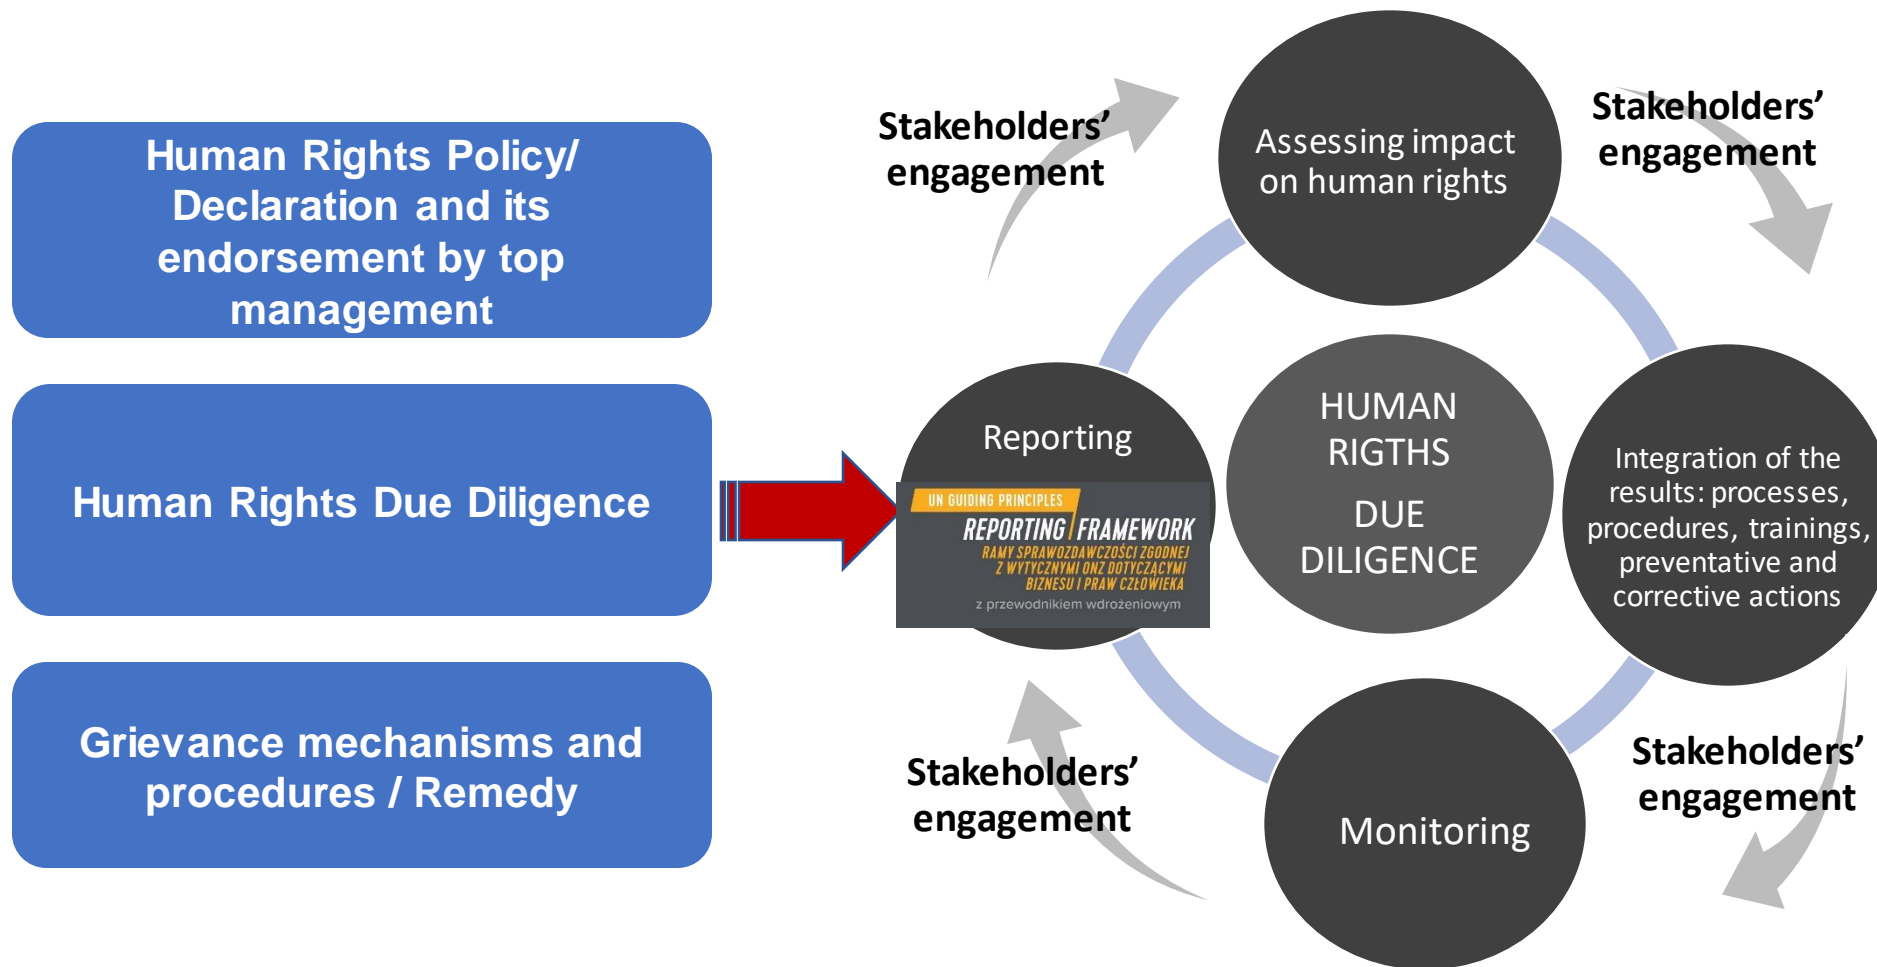 Human Rights Policy/
Declaration and its
endorsement by top
management
Human Rights Due Diligence
Grievance mechanisms and
procedures / Remedy
Stakeholders’
engagement
Assessing impact
on human rights
Stakeholders’
engagement
Reporting
UN GUIDING PRINCIPLES
REPORTING FRAMEWORK
RAMY SPRAWOZDAWCZOŚCI ZGODNEJ
Z WYTYCZNYMI ONZ DOTYCZĄCYMI
BIZNESU I PRAW CZŁOWIEKA
z przewodnikiem wdrożeniowym
HUMAN
RIGTHS
DUE
DILIGENCE
Integration of the
results: processes,
procedures, trainings,
preventative and
corrective actions
Stakeholders’
engagement
Monitoring
Stakeholders’
engagement